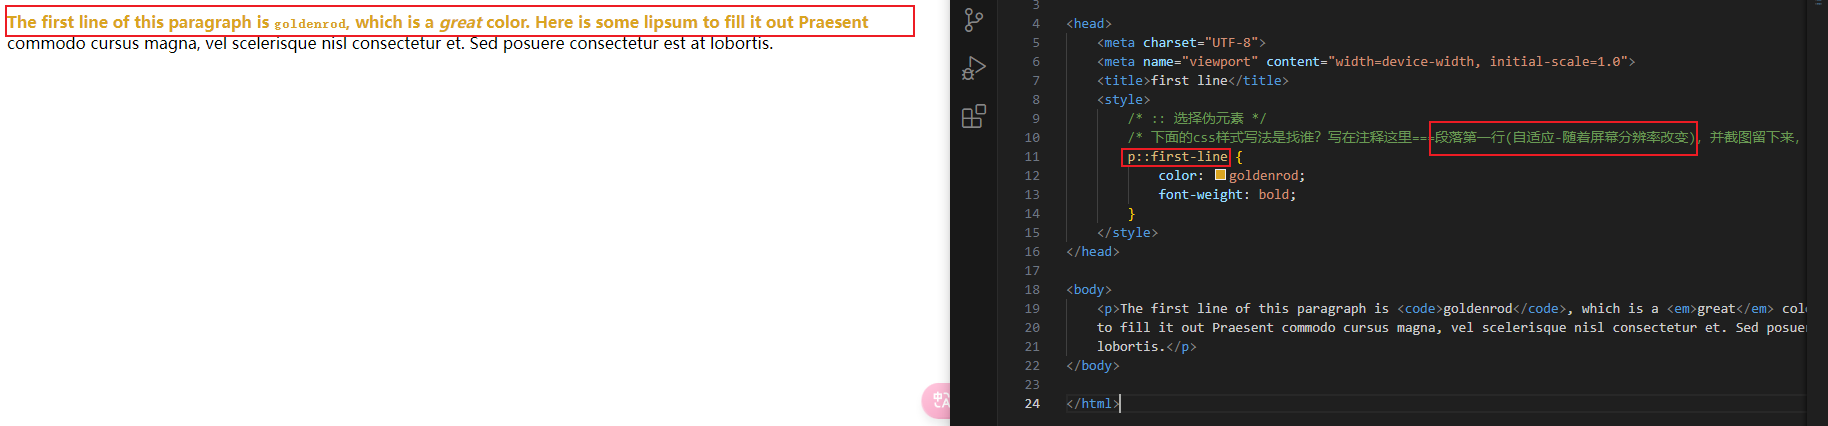 The first line of this paragraph is goldenrod, which is a great color. Here is some lipsum to fill it out Praesent
commodo cursus magna, vel scelerisque nisl consectetur et. Sed posuere consectetur est at lobortis.
3
4 <head>
5 <meta charset="UTF-8">
6 <meta name="viewport" content="width=device-width, initial-scale=1.0">
7 <title>first line</title>
8 <style>
9 /* :: 选择伪元素 */
10 /* 下面的css样式写法是找谁? 写在注释这里===段落第一行(自适应-随着屏幕分辨率改变), 并截图留下来,
11 p::first-line {
12 color: goldenrod;
13 font-weight: bold;
14 }
15 </style>
16 </head>
17
18 <body>
19 <p>The first line of this paragraph is <code>goldenrod</code>, which is a <em>great</em> col
20 to fill it out Praesent commodo cursus magna, vel scelerisque nisl consectetur et. Sed posue
21 lobortis.</p>
22 </body>
23
24 </html>
中A